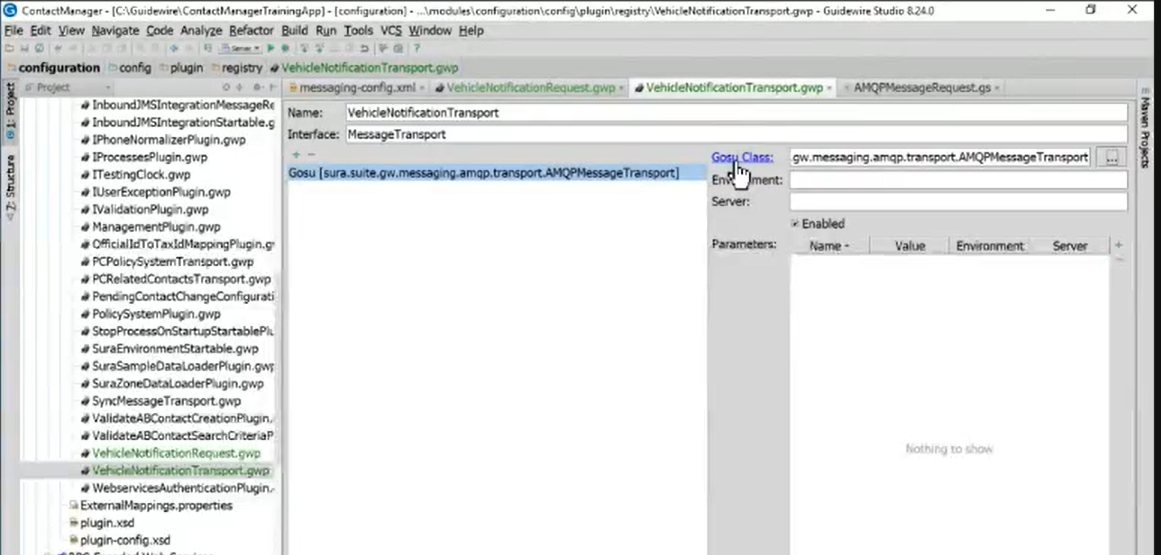 ContactManager - [C:\Guidewire\ContactManagerTrainingApp] - [configuration] - ...\modules\configuration\config\plugin\registry\VehicleNotificationTransport.gwp - Guidewire Studio 8.24.0
File Edit View Navigate Code Analyze Refactor Build Run Tools VCS Window Help
Server
configuration config plugin registry VehicleNotificationTransport.gwp
Project messaging-config.xml VehicleNotificationRequest.gwp VehicleNotificationTransport.gwp AMQPMessageRequest.gs
1: Project
Z: Structure
Maven Projects
InboundJMSIntegrationMessageRe
InboundJMSIntegrationStartable.g
IPhoneNormalizerPlugin.gwp
IProcessesPlugin.gwp
ITestingClock.gwp
IUserExceptionPlugin.gwp
IValidationPlugin.gwp
ManagementPlugin.gwp
OfficialIdToTaxIdMappingPlugin.gw
PCPolicySystemTransport.gwp
PCRelatedContactsTransport.gwp
PendingContactChangeConfigurati
PolicySystemPlugin.gwp
StopProcessOnStartupStartablePlu
SuraEnvironmentStartable.gwp
SuraSampleDataLoaderPlugin.gwp
SuraZoneDataLoaderPlugin.gwp
SyncMessageTransport.gwp
ValidateABContactCreationPlugin.
ValidateABContactSearchCriteriaP
VehicleNotificationRequest.gwp
VehicleNotificationTransport.gwp
WebservicesAuthenticationPlugin.
ExternalMappings.properties
plugin.xsd
plugin-config.xsd
Name: VehicleNotificationTransport
Interface: MessageTransport
Gosu [sura.suite.gw.messaging.amqp.transport.AMQPMessageTransport]
Gosu Class: gw.messaging.amqp.transport.AMQPMessageTransport ...
Environment:
Server:
Enabled
Parameters: Name Value Environment Server
Nothing to show